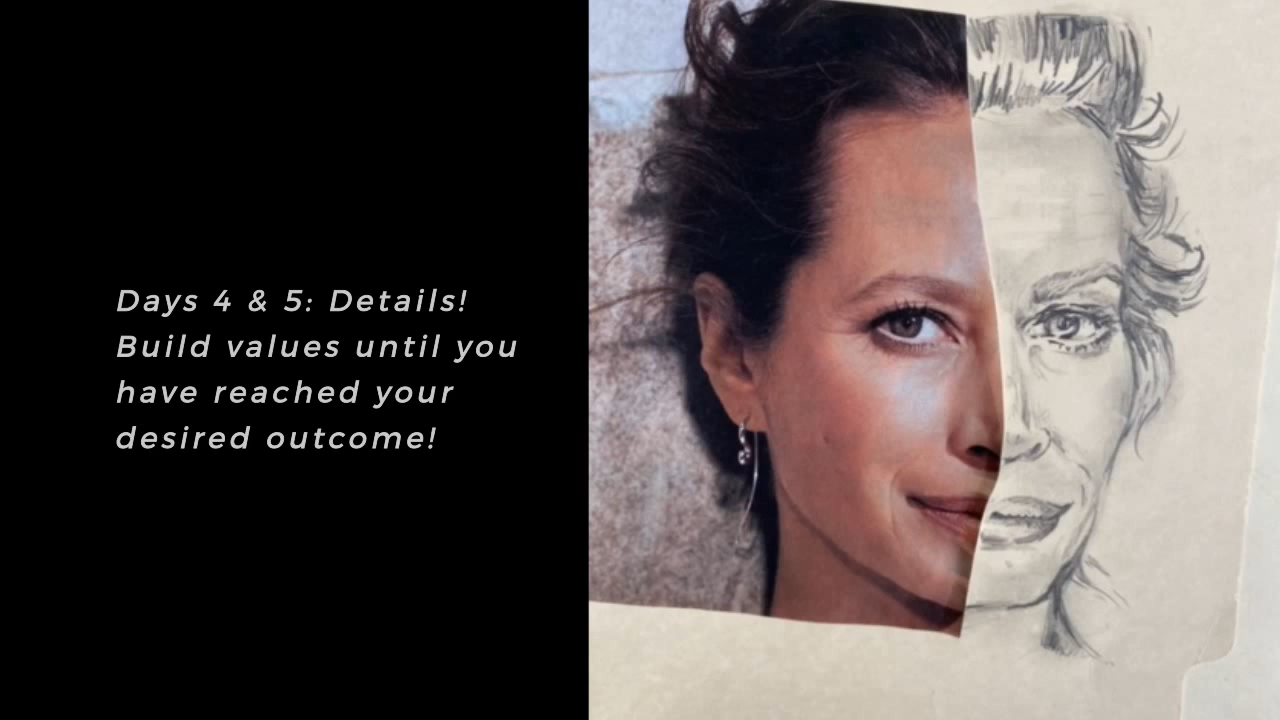 Days 4 & 5: Details!
Build values until you
have reached your
desired outcome!